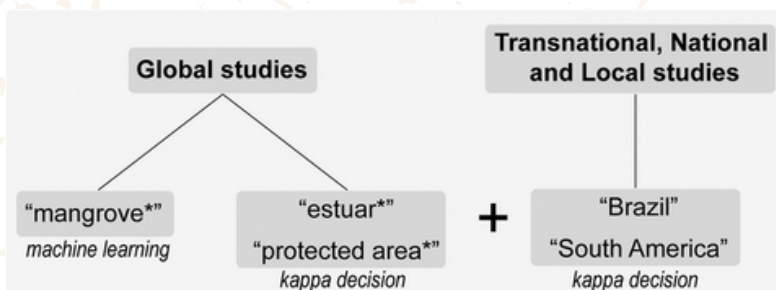 Global studies
Transnational, National
and Local studies
“mangrove*”
machine learning
“estuar*”
“protected area*”
kappa decision
+
“Brazil”
“South America”
kappa decision